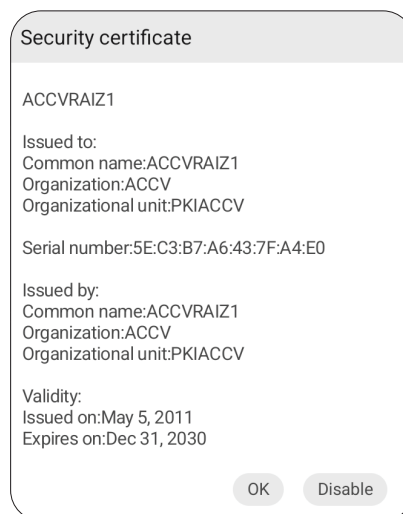 Security certificate
ACCVRAIZ1
Issued to:
Common name:ACCVRAIZ1
Organization:ACCV
Organizational unit:PKIACCV
Serial number:5E:C3:B7:A6:43:7F:A4:E0
Issued by:
Common name:ACCVRAIZ1
Organization:ACCV
Organizational unit:PKIACCV
Validity:
Issued on:May 5, 2011
Expires on:Dec 31, 2030
OK Disable